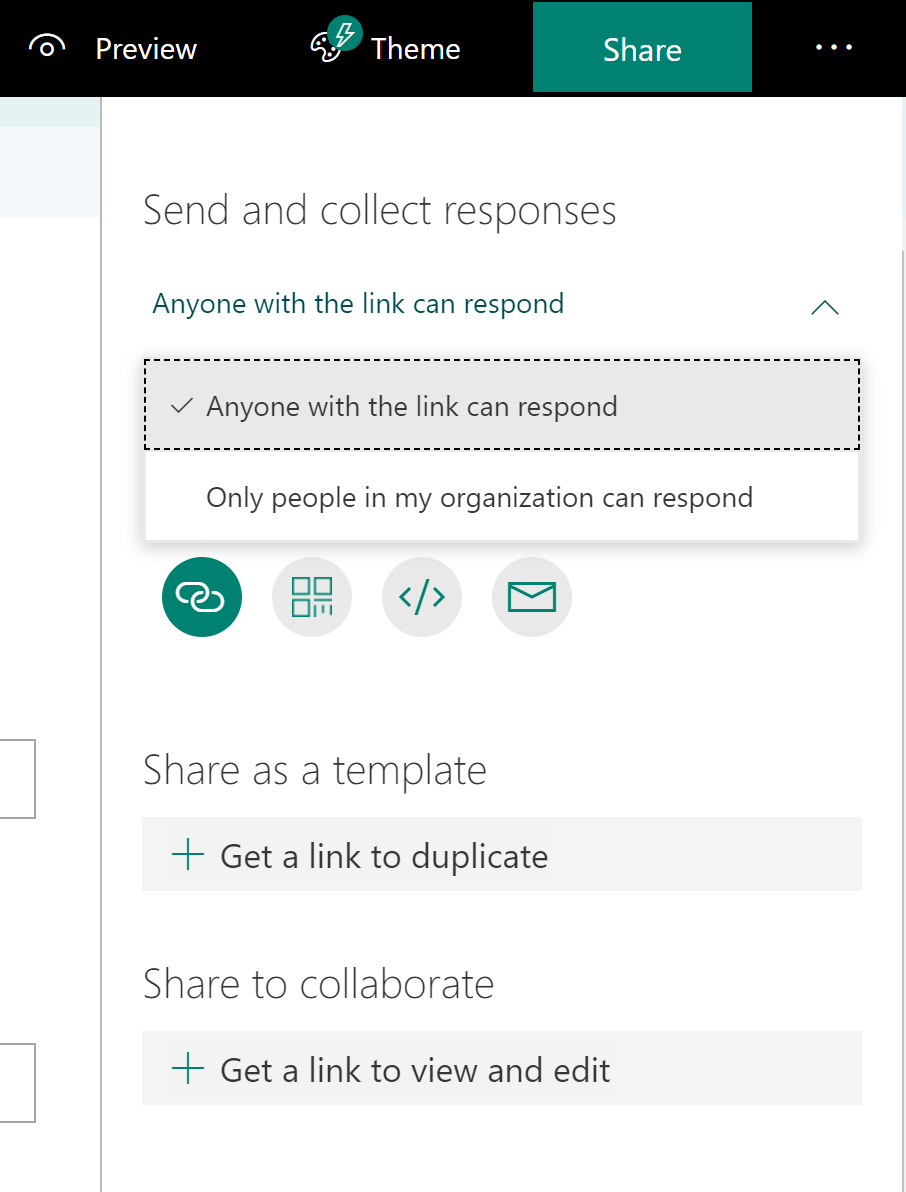 Preview
Theme
Share
Send and collect responses
Anyone with the link can respond
Anyone with the link can respond
Only people in my organization can respond
Share as a template
Get a link to duplicate
Share to collaborate
Get a link to view and edit